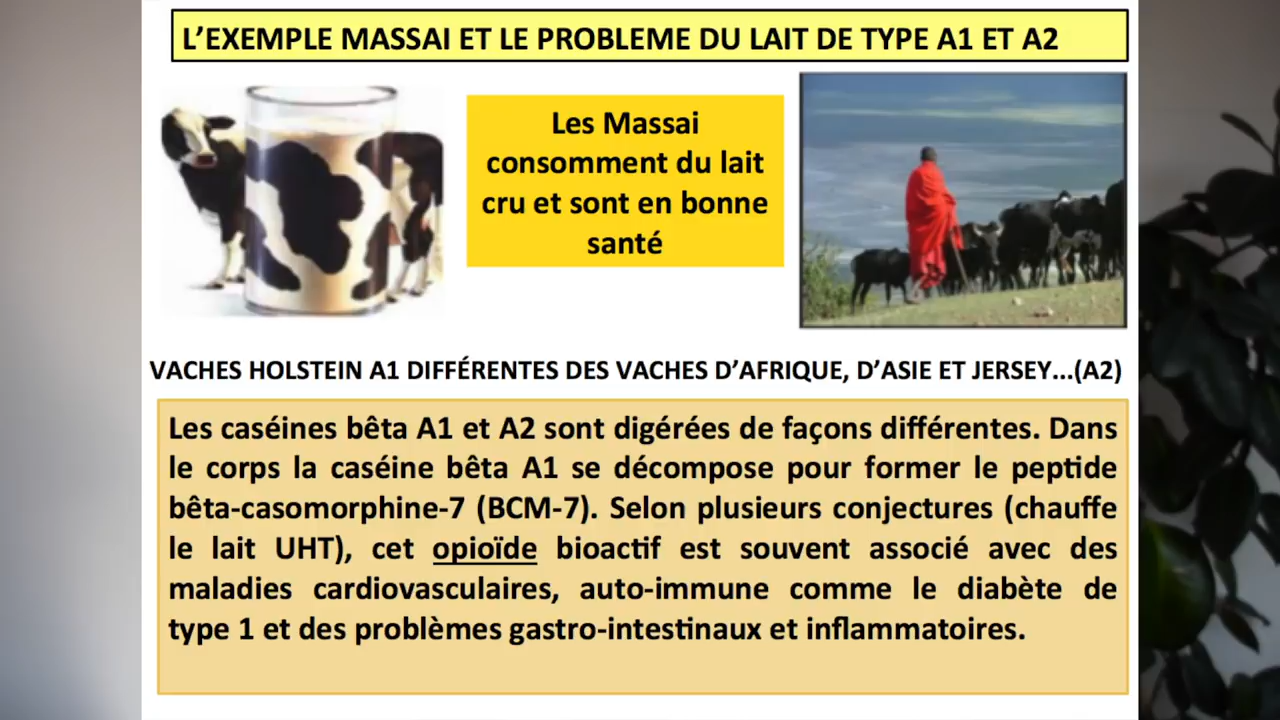 L'EXEMPLE MASSAI ET LE PROBLEME DU LAIT DE TYPE A1 ET A2
Les Massai
consomment du lait
cru et sont en bonne
santé
VACHES HOLSTEIN A1 DIFFÉRENTES DES VACHES D'AFRIQUE, D'ASIE ET JERSEY...(A2)
Les caséines bêta A1 et A2 sont digérées de façons différentes. Dans
le corps la caséine bêta A1 se décompose pour former le peptide
bêta-casomorphine-7 (BCM-7). Selon plusieurs conjectures (chauffe
le lait UHT), cet opioïde bioactif est souvent associé avec des
maladies cardiovasculaires, auto-immune comme le diabète de
type 1 et des problèmes gastro-intestinaux et inflammatoires.